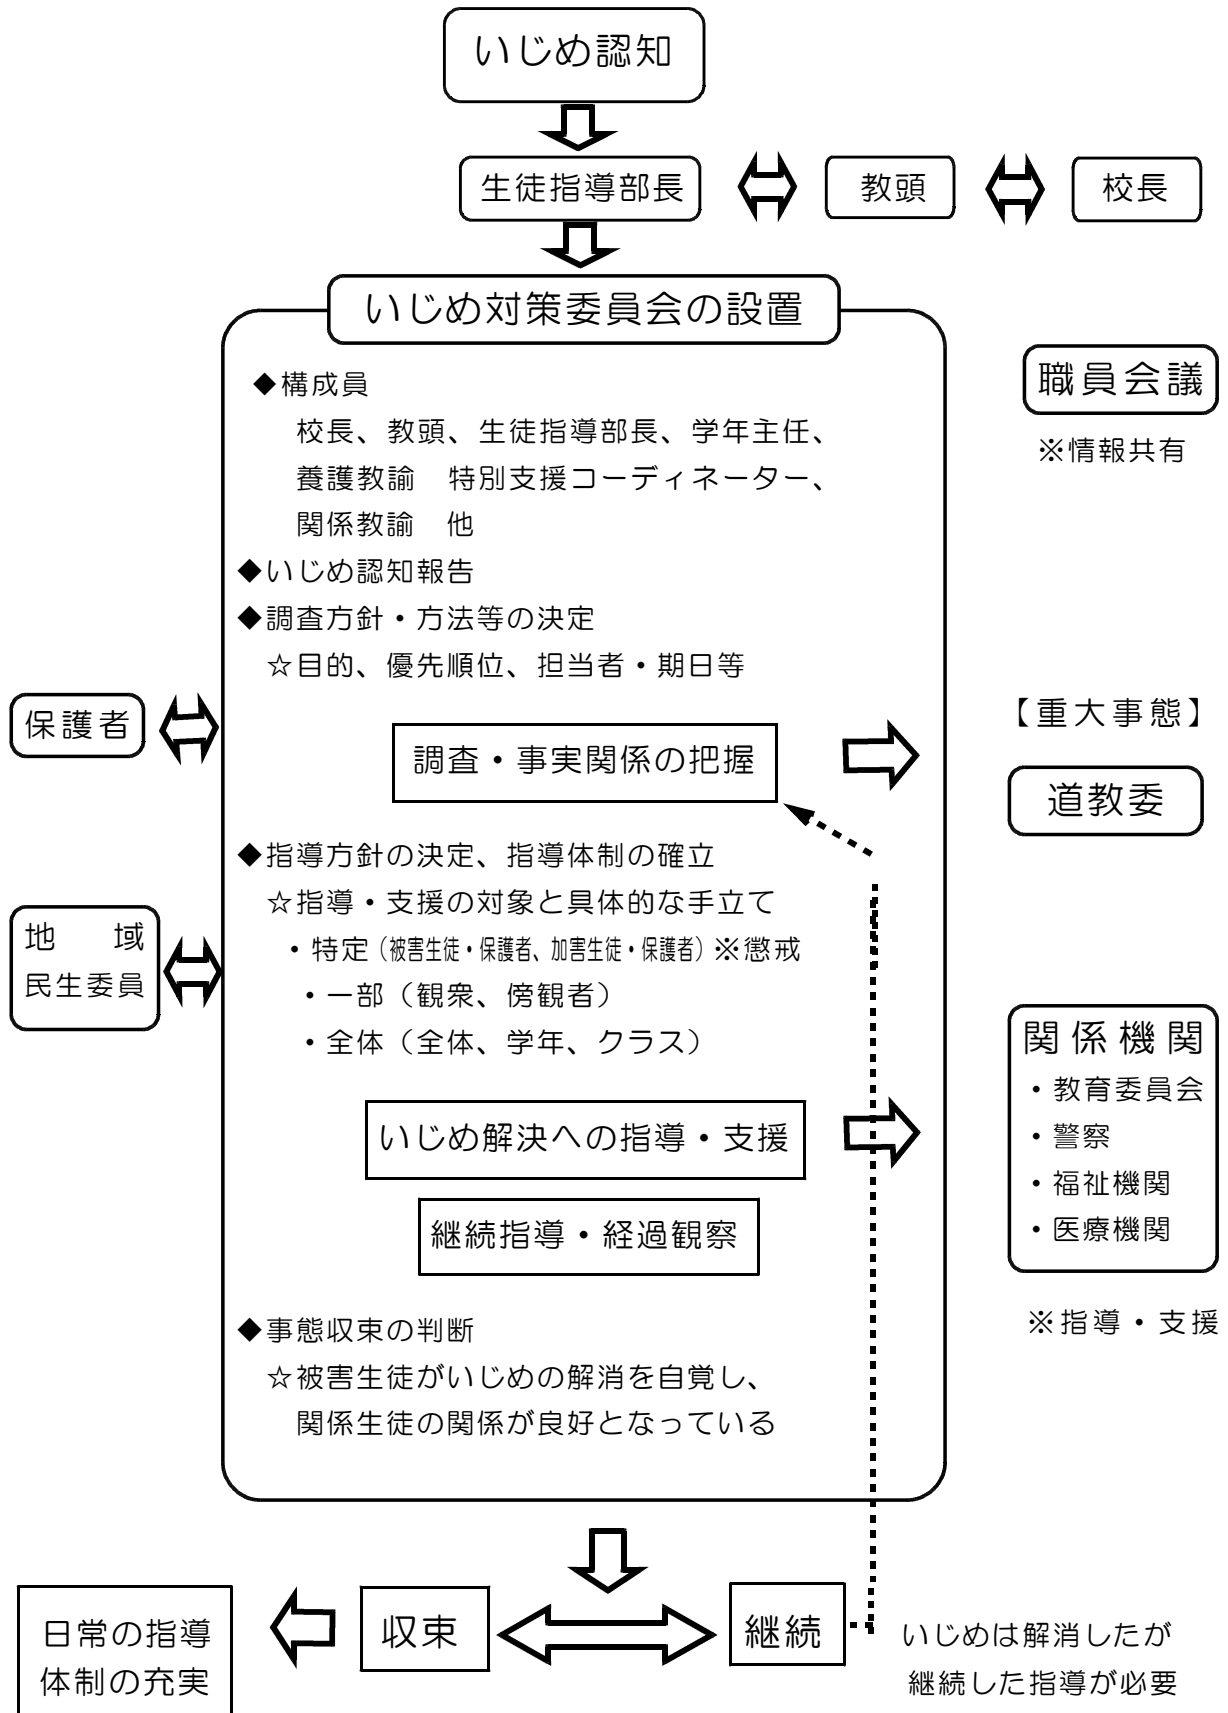 いじめ認知
生徒指導部長
教頭
校長
いじめ対策委員会の設置
◆構成員
校長、教頭、生徒指導部長、学年主任、
養護教諭　特別支援コーディネーター、
関係教諭　他
◆いじめ認知報告
◆調査方針・方法等の決定
☆目的、優先順位、担当者・期日等
調査・事実関係の把握
◆指導方針の決定、指導体制の確立
☆指導・支援の対象と具体的な手立て
・特定（被害生徒・保護者、加害生徒・保護者）※懲戒
・一部（観衆、傍観者）
・全体（全体、学年、クラス）
いじめ解決への指導・支援
継続指導・経過観察
◆事態収束の判断
☆被害生徒がいじめの解消を自覚し、
関係生徒の関係が良好となっている
職員会議
※情報共有
保護者
地　域
民生委員
【重大事態】
道教委
関係機関
・教育委員会
・警察
・福祉機関
・医療機関
※指導・支援
日常の指導
体制の充実
収束
継続
いじめは解消したが
継続した指導が必要